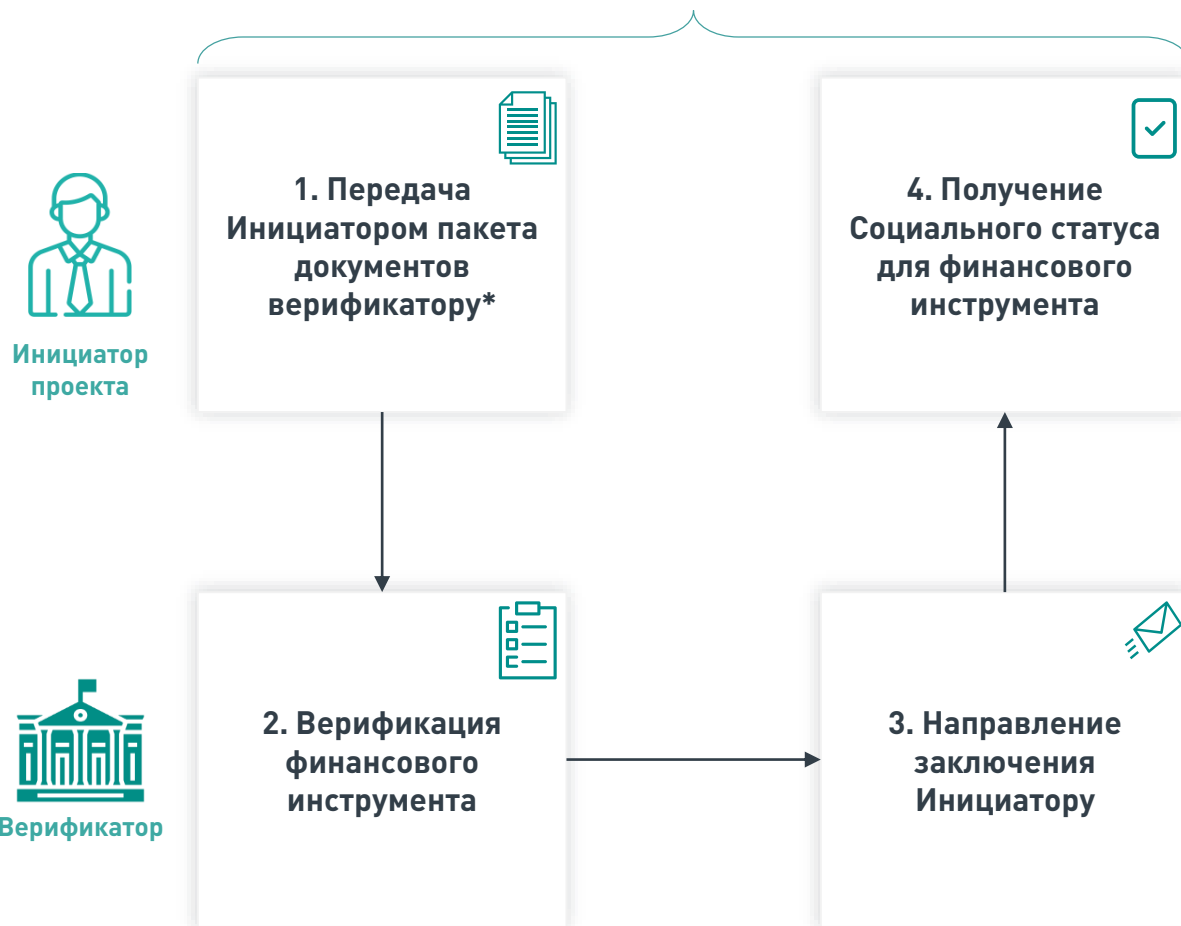 1. Передача
Инициатором пакета
документов
верификатору*
4. Получение
Социального статуса
для финансового
инструмента
Инициатор
проекта
2. Верификация
финансового
инструмента
3. Направление
заключения
Инициатору
Верификатор